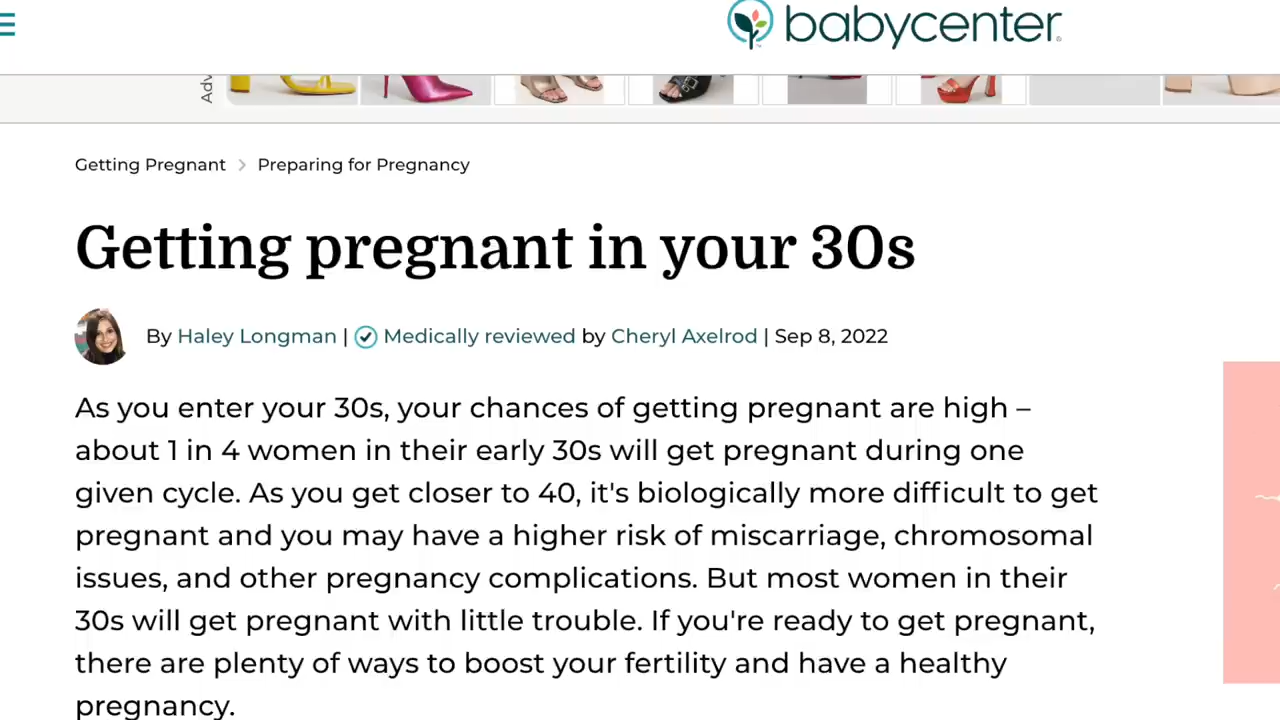 babycenter
Adv
Getting Pregnant > Preparing for Pregnancy
Getting pregnant in your 30s
By Haley Longman | Medically reviewed by Cheryl Axelrod | Sep 8, 2022
As you enter your 30s, your chances of getting pregnant are high –
about 1 in 4 women in their early 30s will get pregnant during one
given cycle. As you get closer to 40, it's biologically more difficult to get
pregnant and you may have a higher risk of miscarriage, chromosomal
issues, and other pregnancy complications. But most women in their
30s will get pregnant with little trouble. If you're ready to get pregnant,
there are plenty of ways to boost your fertility and have a healthy
pregnancy.